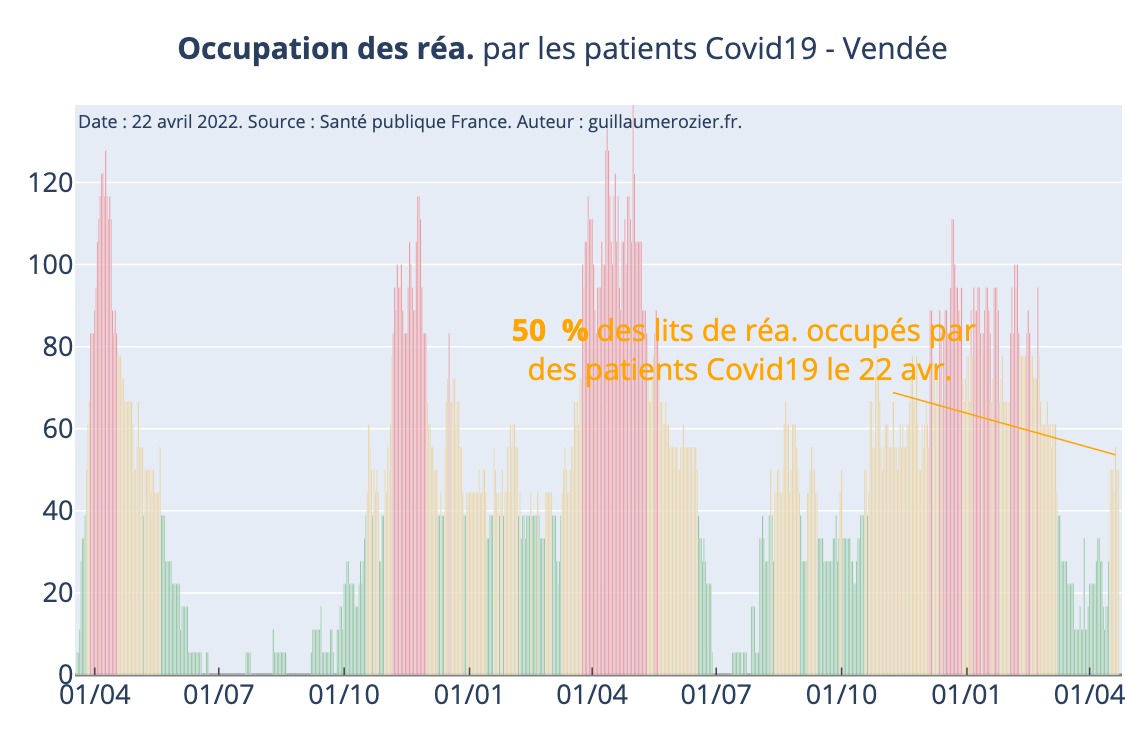 Occupation des réa. par les patients Covid19 - Vendée
Date : 22 avril 2022. Source : Santé publique France. Auteur : guillaumerozier.fr.
120
100
80
60
40
20
0
50 % des lits de réa. occupés par
des patients Covid19 le 22 avr.
01/04 01/07 01/10 01/01 01/04 01/07 01/10 01/01 01/04